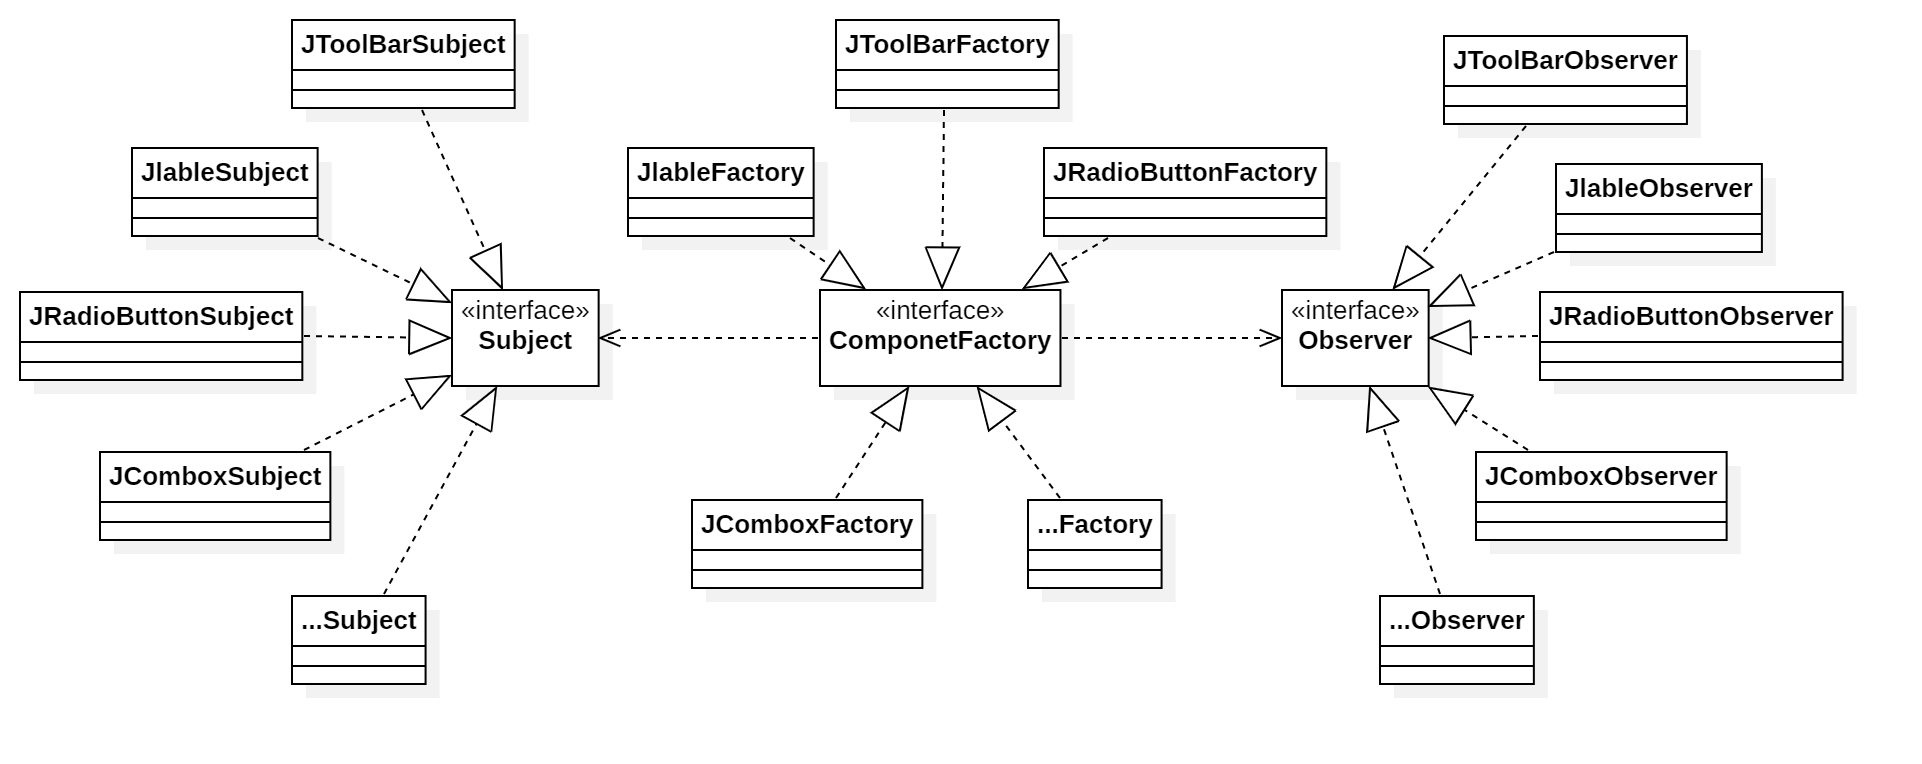 JToolBarSubject
JToolBarFactory
JToolBarObserver
JlableSubject
JlableFactory
JRadioButtonFactory
JlableObserver
JRadioButtonSubject
«interface»
Subject
«interface»
ComponetFactory
«interface»
Observer
JRadioButtonObserver
JComboxSubject
JComboxFactory
...Factory
JComboxObserver
...Subject
...Observer